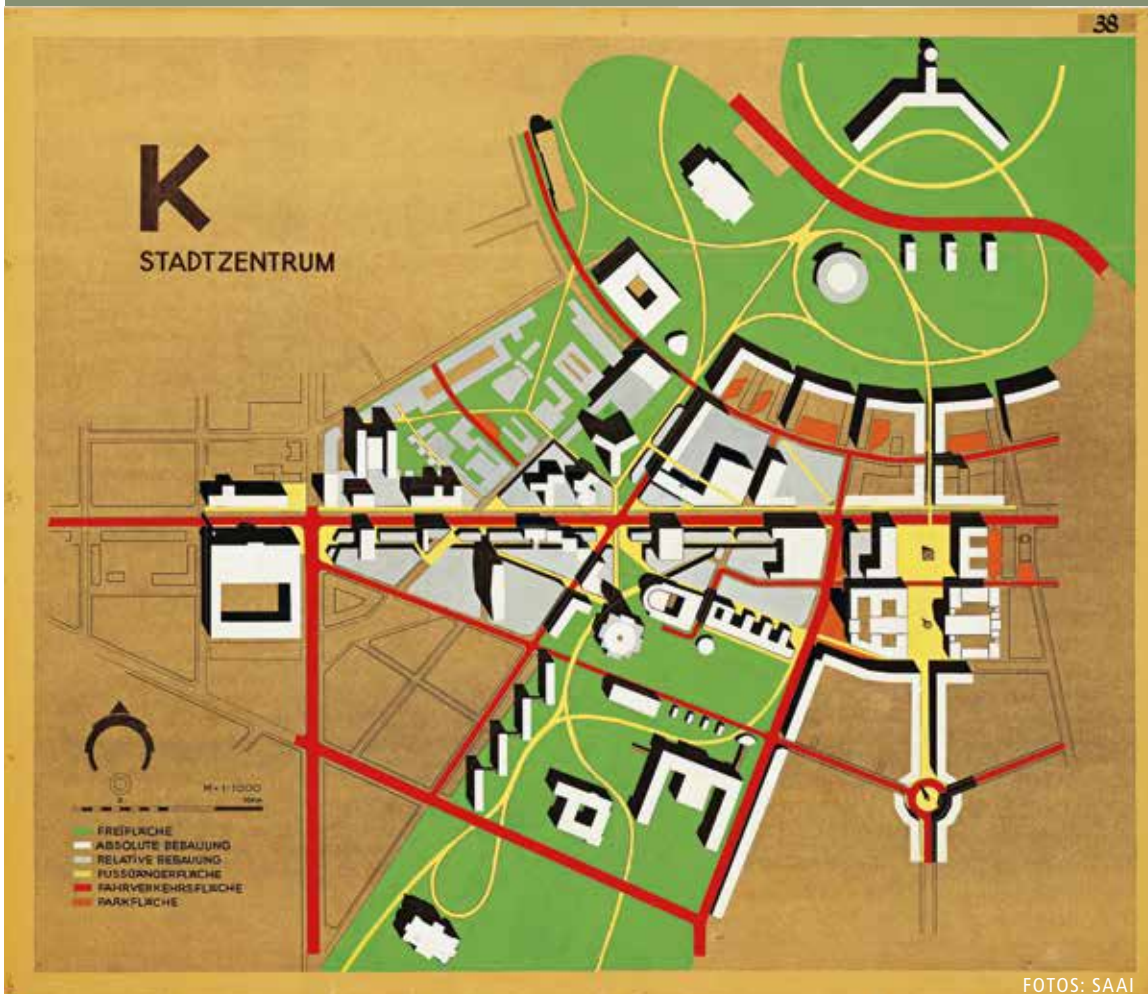 38
K
STADTZENTRUM
M = 1:1000
FREIFLÄCHE
ABSOLUTE BEBAUUNG
RELATIVE BEBAUUNG
FUSSGÄNGERFLÄCHE
FAHRVERKEHRSFLÄCHE
PARKFLÄCHE
FOTOS: SAAI